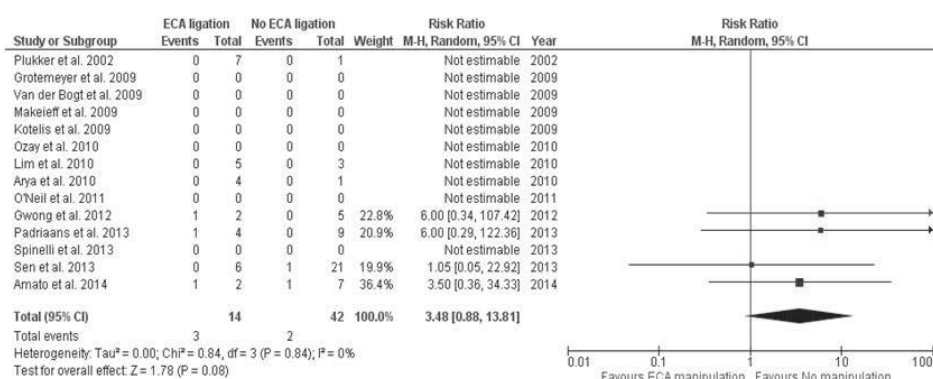 ECA ligation No ECA ligation Risk Ratio Risk Ratio
Study or Subgroup Events Total Events Total Weight M-H, Random, 95% CI Year M-H, Random, 95% CI
Plukker et al. 2002 0 7 0 1 Not estimable 2002
Grotemeyer et al. 2009 0 0 0 0 Not estimable 2009
Van der Bogt et al. 2009 0 0 0 0 Not estimable 2009
Makeieff et al. 2009 0 0 0 0 Not estimable 2009
Kotelis et al. 2009 0 0 0 0 Not estimable 2009
Ozay et al. 2010 0 0 0 0 Not estimable 2010
Lim et al. 2010 0 5 0 3 Not estimable 2010
Arya et al. 2010 0 4 0 1 Not estimable 2010
O'Neil et al. 2011 0 0 0 0 Not estimable 2011
Gwong et al. 2012 1 2 0 5 22.8% 6.00 [0.34, 107.42] 2012
Padriaans et al. 2013 1 4 0 9 20.9% 6.00 [0.29, 122.36] 2013
Spinelli et al. 2013 0 0 0 0 Not estimable 2013
Sen et al. 2013 0 6 1 21 19.9% 1.05 [0.05, 22.92] 2013
Amato et al. 2014 1 2 1 7 36.4% 3.50 [0.36, 34.33] 2014
Total (95% CI) 14 42 100.0% 3.48 [0.88, 13.81]
Total events 3 2
Heterogeneity: Tau² = 0.00; Chi² = 0.84, df = 3 (P = 0.84); I² = 0%
Test for overall effect: Z = 1.78 (P = 0.08)
0.01 0.1 1 10 100
Favours ECA manipulation Favours No manipulation